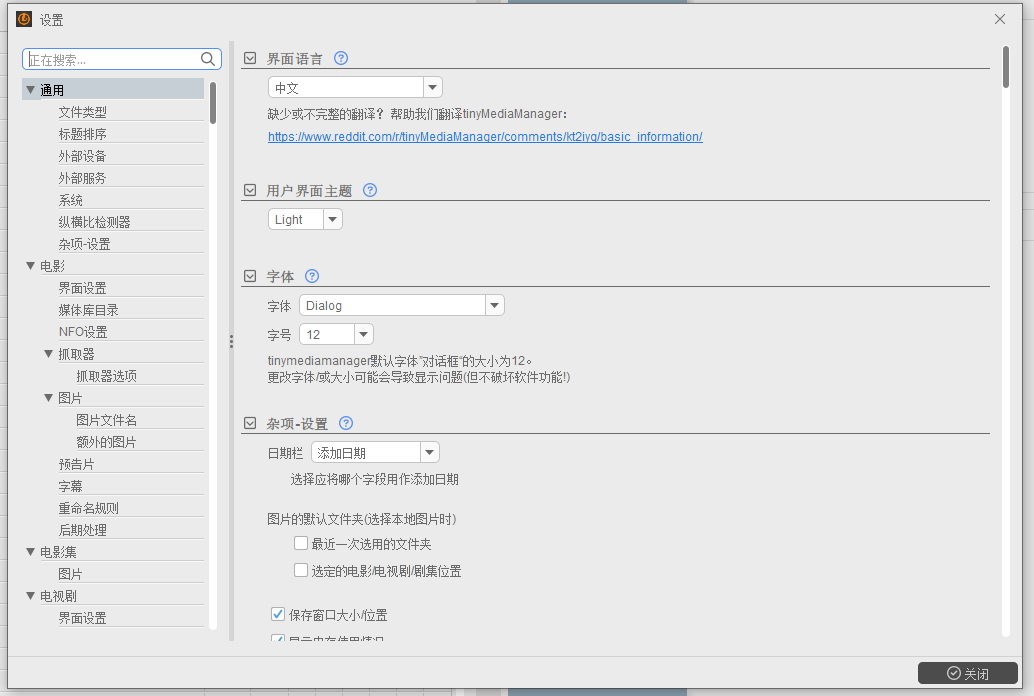 设置
正在搜索...
通用
文件类型
标题排序
外部设备
外部服务
系统
纵横比检测器
杂项-设置
电影
界面设置
媒体库目录
NFO设置
抓取器
抓取器选项
图片
图片文件名
额外的图片
预告片
字幕
重命名规则
后期处理
电影集
图片
电视剧
界面设置
界面语言
中文
缺少或不完整的翻译？帮助我们翻译tinyMediaManager：
https://www.reddit.com/r/tinyMediaManager/comments/kt2iyq/basic_information/
用户界面主题
Light
字体
字体 Dialog
字号 12
tinymediamanager默认字体"对话框"的大小为12。
更改字体/或大小可能会导致显示问题(但不破坏软件功能!)
杂项-设置
日期栏 添加日期
选择应将哪个字段用作添加日期
图片的默认文件夹(选择本地图片时)
最近一次选用的文件夹
选定的电影/电视剧/剧集位置
保存窗口大小/位置
显示内存使用情况
关闭